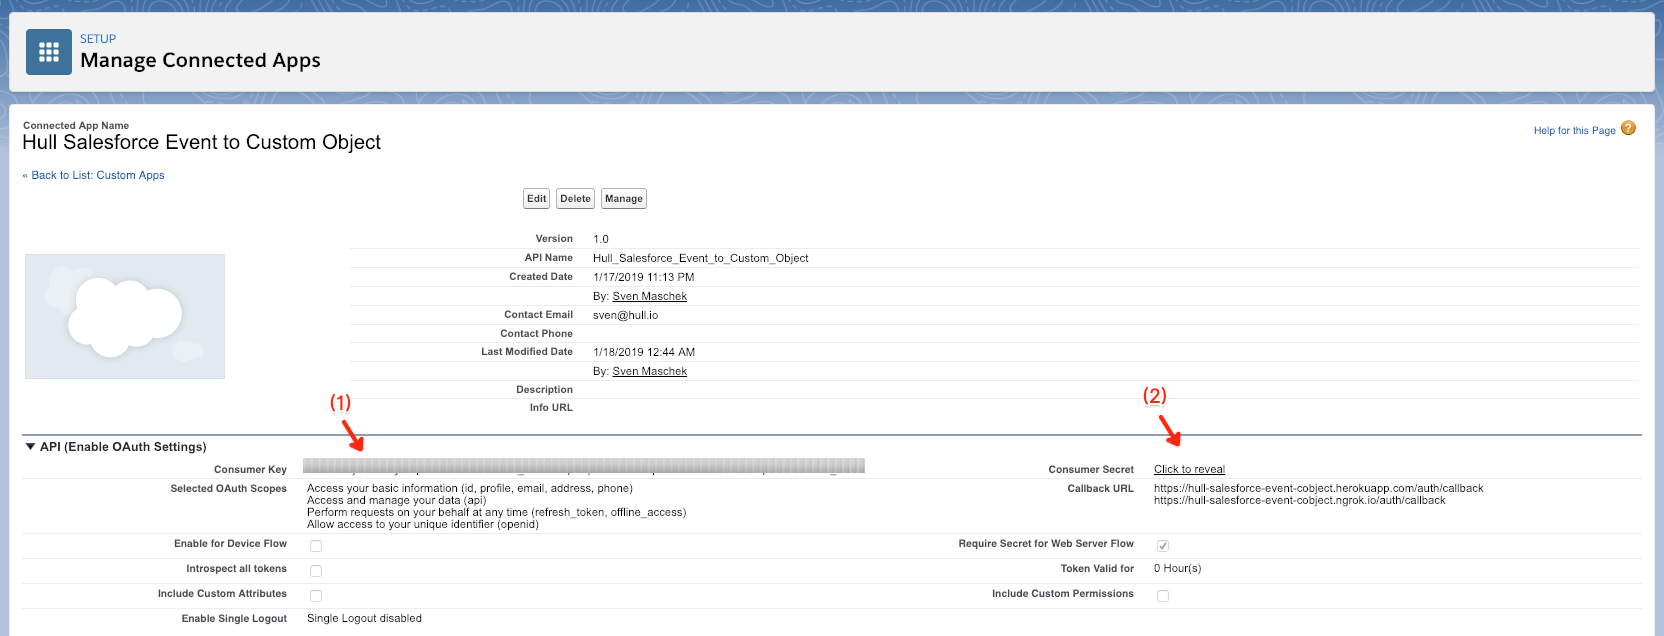 SETUP
Manage Connected Apps
Connected App Name
Hull Salesforce Event to Custom Object
Help for this Page ?
« Back to List: Custom Apps
Edit Delete Manage
Version 1.0
API Name Hull_Salesforce_Event_to_Custom_Object
Created Date 1/17/2019 11:13 PM
By: Sven Maschek
Contact Email sven@hull.io
Contact Phone
Last Modified Date 1/18/2019 12:44 AM
By: Sven Maschek
Description
Info URL
(1)
(2)
API (Enable OAuth Settings)
Consumer Key
Consumer Secret Click to reveal
Selected OAuth Scopes Access your basic information (id, profile, email, address, phone)
Access and manage your data (api)
Perform requests on your behalf at any time (refresh_token, offline_access)
Allow access to your unique identifier (openid)
Callback URL https://hull-salesforce-event-cobject.herokuapp.com/auth/callback
https://hull-salesforce-event-cobject.ngrok.io/auth/callback
Enable for Device Flow
Require Secret for Web Server Flow
Introspect all tokens
Token Valid for 0 Hour(s)
Include Custom Attributes
Include Custom Permissions
Enable Single Logout Single Logout disabled